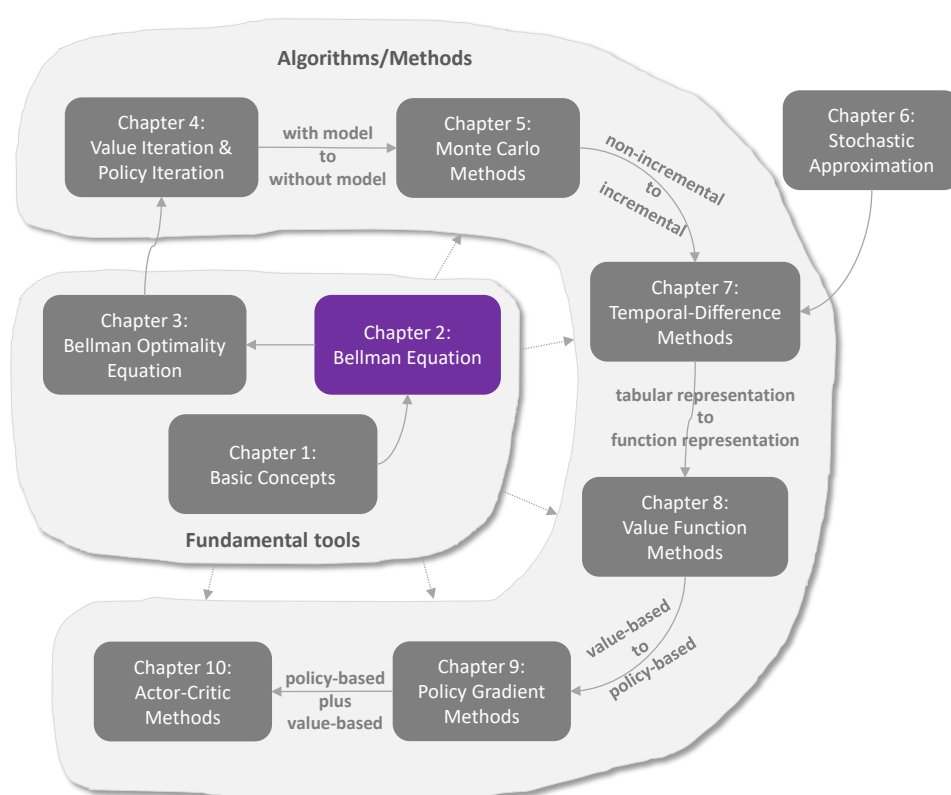 Algorithms/Methods
Chapter 4:
Value Iteration &
Policy Iteration
with model
to
without model
Chapter 5:
Monte Carlo
Methods
non-incremental
to
incremental
Chapter 6:
Stochastic
Approximation
Chapter 3:
Bellman Optimality
Equation
Chapter 2:
Bellman Equation
Chapter 7:
Temporal-Difference
Methods
Chapter 1:
Basic Concepts
tabular representation
to
function representation
Fundamental tools
Chapter 8:
Value Function
Methods
value-based
to
policy-based
Chapter 10:
Actor-Critic
Methods
policy-based
plus
value-based
Chapter 9:
Policy Gradient
Methods